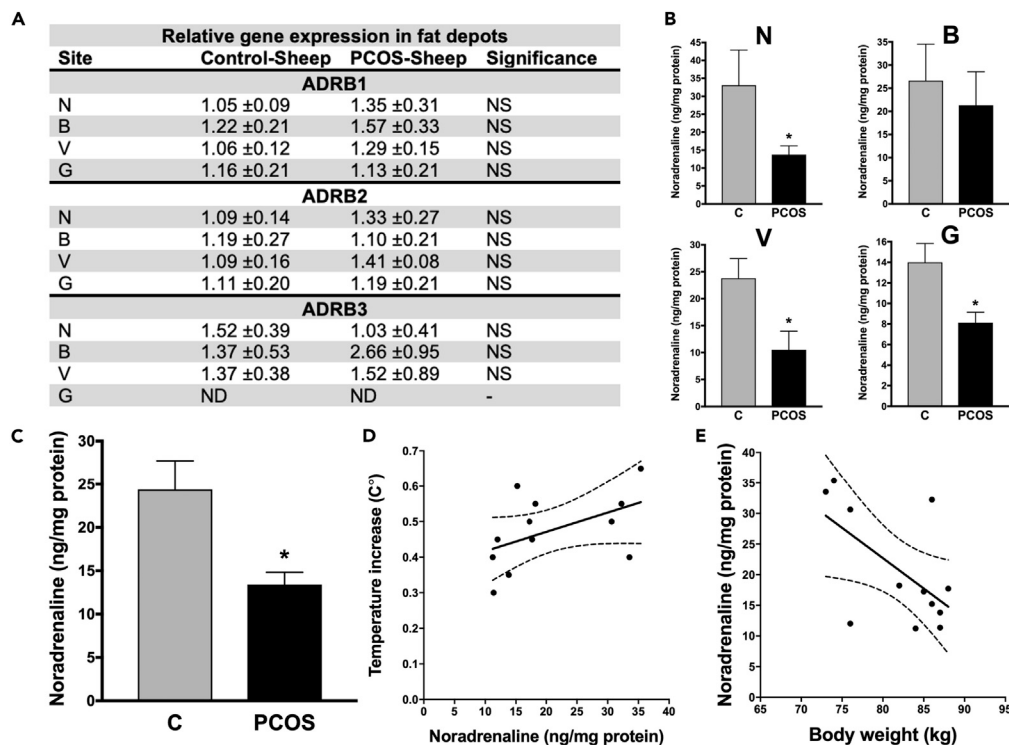 A
Relative gene expression in fat depots
Site Control-Sheep PCOS-Sheep Significance
ADRB1
N 1.05 ±0.09 1.35 ±0.31 NS
B 1.22 ±0.21 1.57 ±0.33 NS
V 1.06 ±0.12 1.29 ±0.15 NS
G 1.16 ±0.21 1.13 ±0.21 NS
ADRB2
N 1.09 ±0.14 1.33 ±0.27 NS
B 1.19 ±0.27 1.10 ±0.21 NS
V 1.09 ±0.16 1.41 ±0.08 NS
G 1.11 ±0.20 1.19 ±0.21 NS
ADRB3
N 1.52 ±0.39 1.03 ±0.41 NS
B 1.37 ±0.53 2.66 ±0.95 NS
V 1.37 ±0.38 1.52 ±0.89 NS
G ND ND -
B
N
Noradrenaline (ng/mg protein)
45
40
35
30
25
20
15
10
5
0
*
C PCOS
B
Noradrenaline (ng/mg protein)
35
30
25
20
15
10
5
0
C PCOS
V
Noradrenaline (ng/mg protein)
30
25
20
15
10
5
0
*
C PCOS
G
Noradrenaline (ng/mg protein)
16
14
12
10
8
6
4
2
0
*
C PCOS
C
Noradrenaline (ng/mg protein)
30
25
20
15
10
5
0
*
C PCOS
D
Temperature increase (C°)
0.7
0.6
0.5
0.4
0.3
0.2
0.1
0.0
0 5 10 15 20 25 30 35 40
Noradrenaline (ng/mg protein)
E
Noradrenaline (ng/mg protein)
40
35
30
25
20
15
10
5
0
65 70 75 80 85 90 95
Body weight (kg)